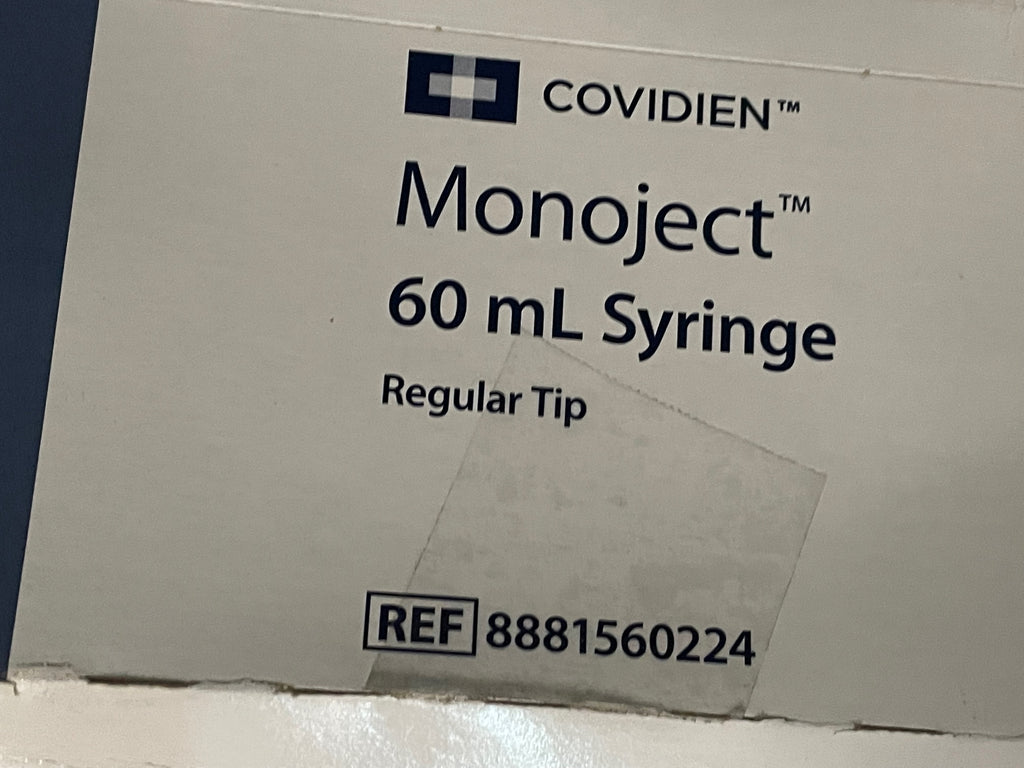 COVIDIEN™
Monoject™
60 mL Syringe
Regular Tip
REF 8881560224